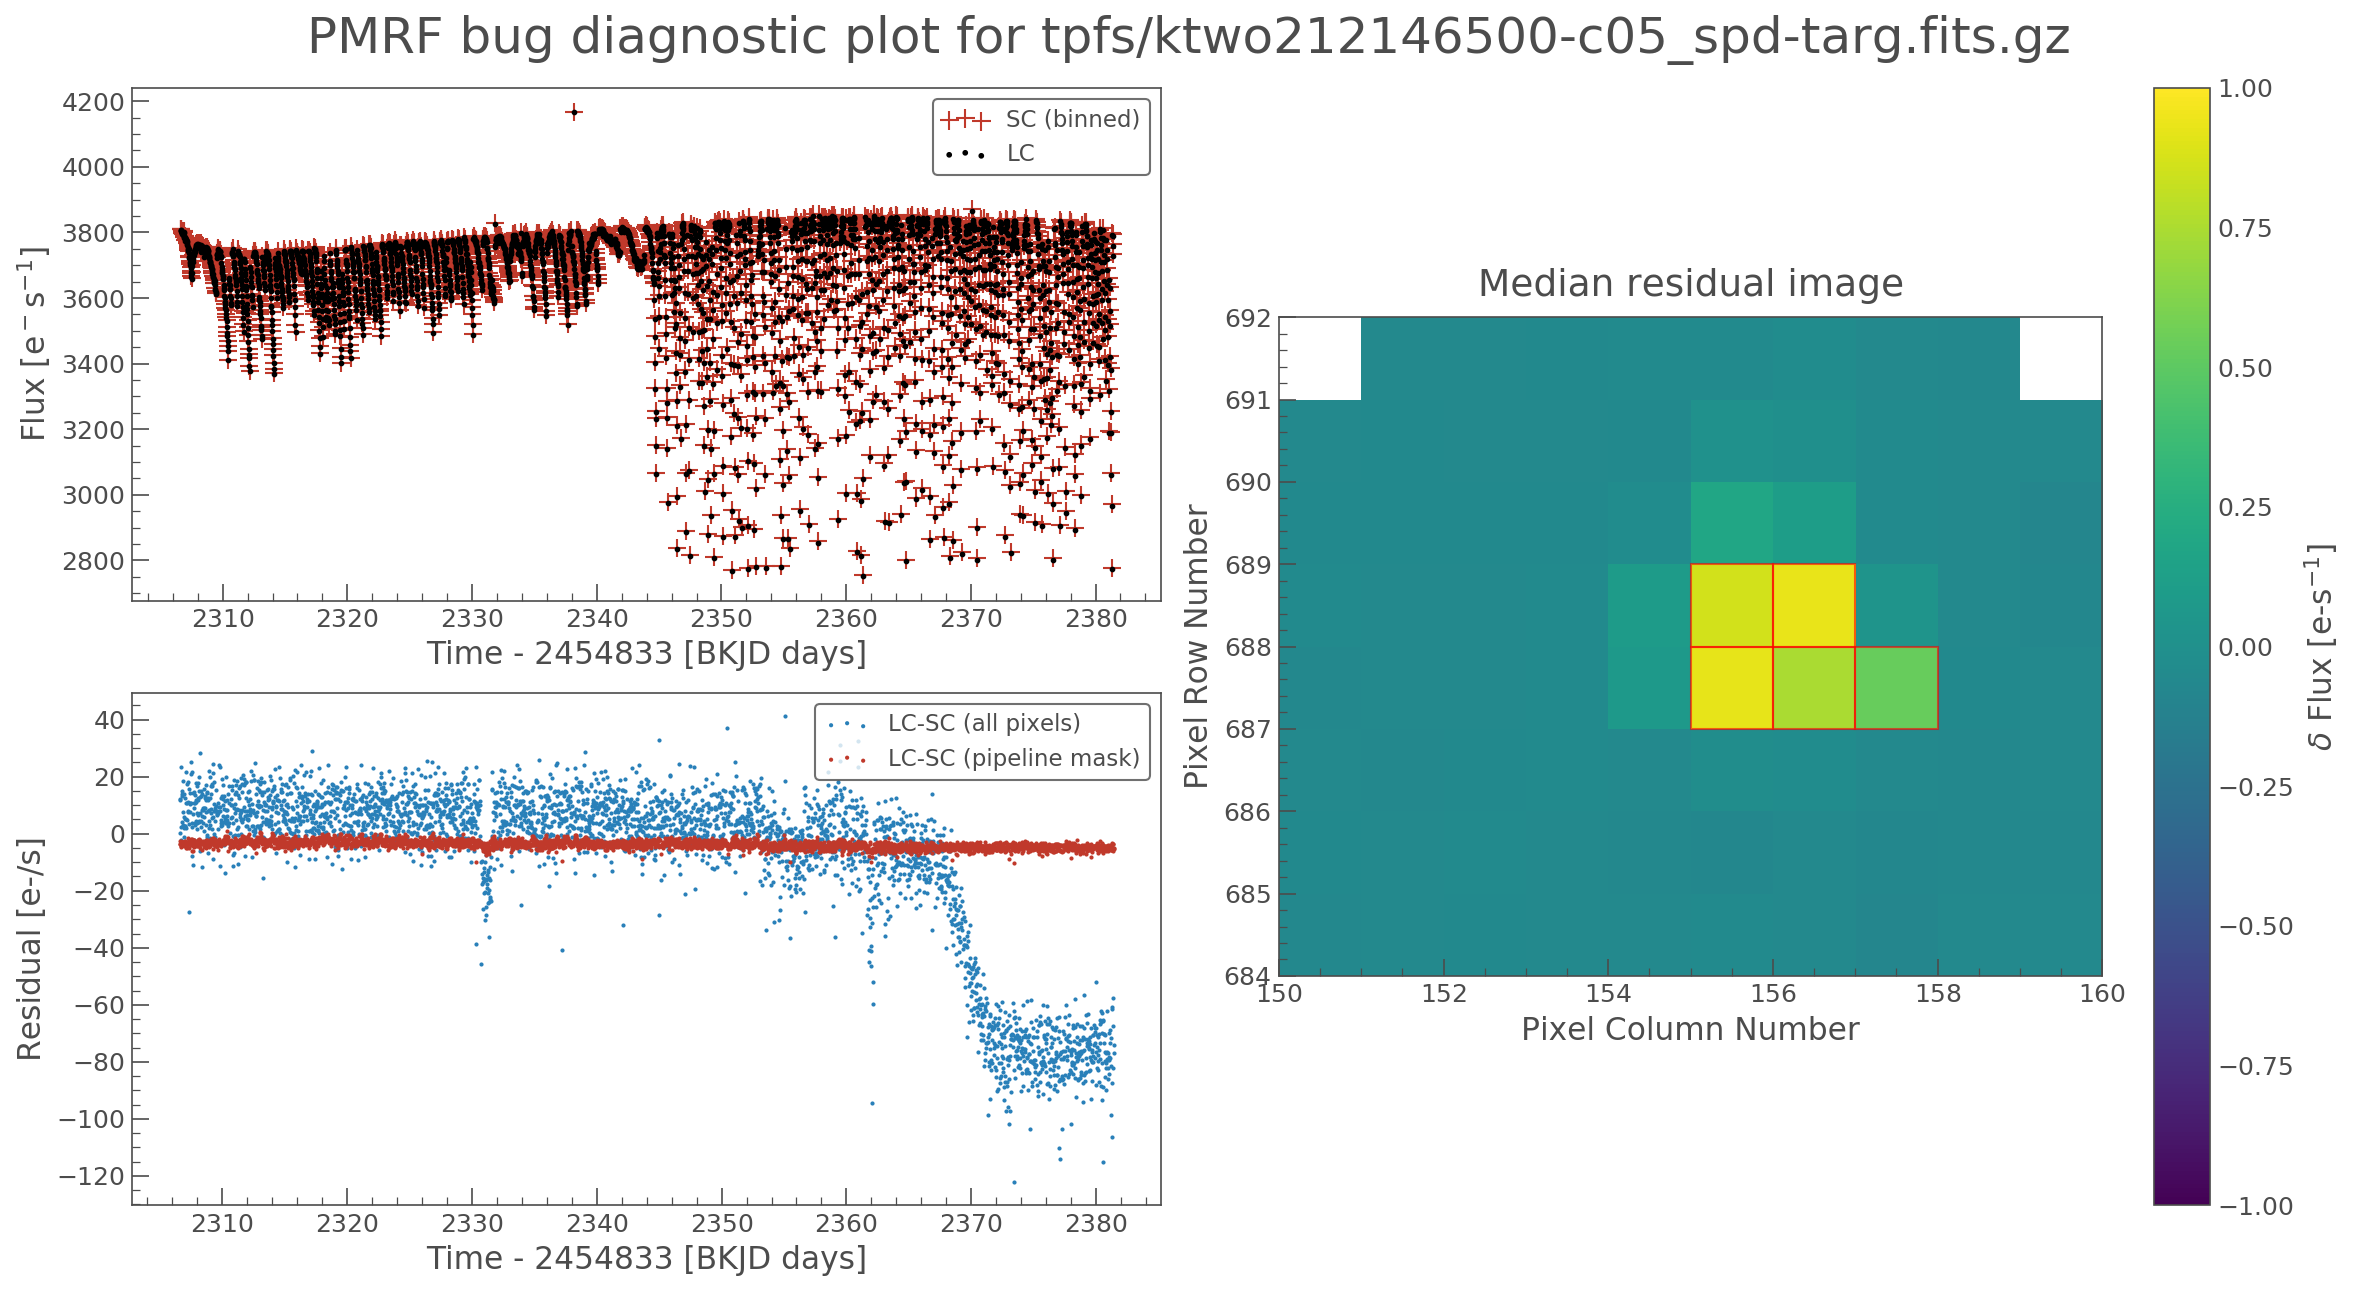 PMRF bug diagnostic plot for tpfs/ktwo212146500-c05_spd-targ.fits.gz
4200
4000
3800
3600
3400
3200
3000
2800
Flux [e⁻ s⁻¹]
SC (binned)
LC
2310 2320 2330 2340 2350 2360 2370 2380
Time - 2454833 [BKJD days]
40
20
0
−20
−40
−60
−80
−100
−120
Residual [e-/s]
LC-SC (all pixels)
LC-SC (pipeline mask)
2310 2320 2330 2340 2350 2360 2370 2380
Time - 2454833 [BKJD days]
Median residual image
692
691
690
689
688
687
686
685
684
Pixel Row Number
150 152 154 156 158 160
Pixel Column Number
1.00
0.75
0.50
0.25
0.00
−0.25
−0.50
−0.75
−1.00
δ Flux [e-s⁻¹]